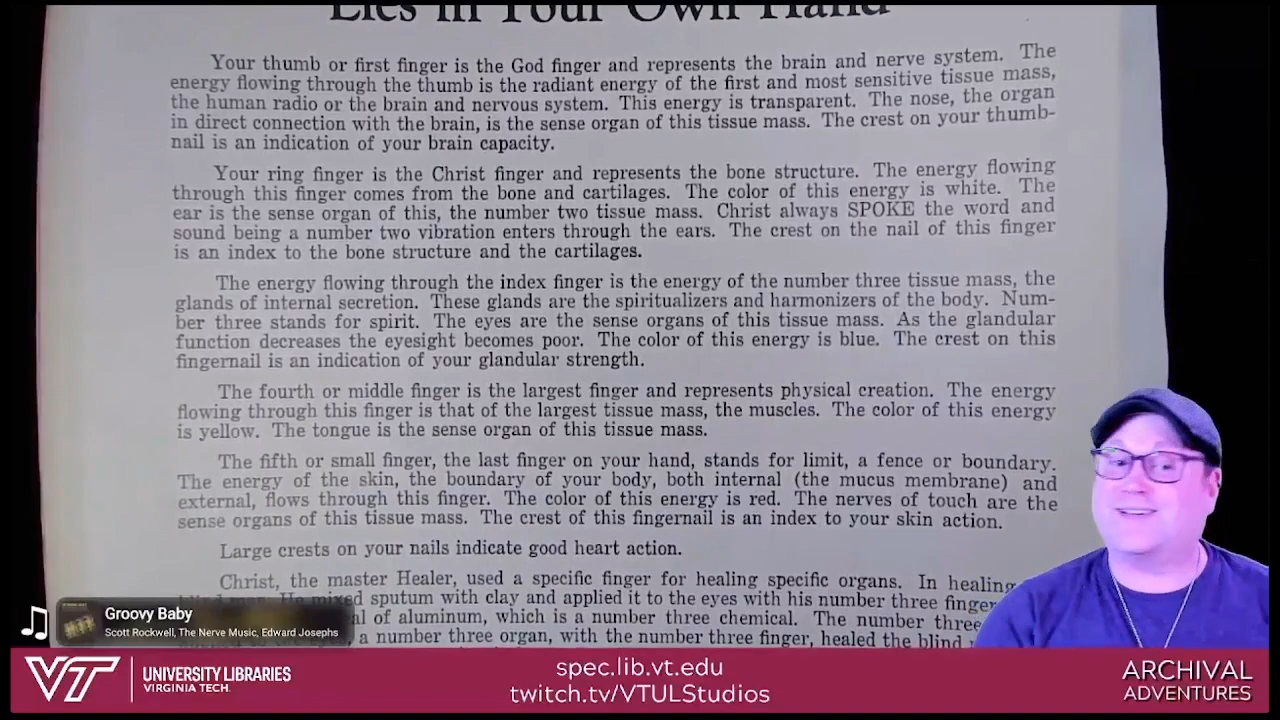 Lies in Your Own Hand
Your thumb or first finger is the God finger and represents the brain and nerve system. The
energy flowing through the thumb is the radiant energy of the first and most sensitive tissue mass,
the human radio or the brain and nervous system. This energy is transparent. The nose, the organ
in direct connection with the brain, is the sense organ of this tissue mass. The crest on your thumb-
nail is an indication of your brain capacity.
Your ring finger is the Christ finger and represents the bone structure. The energy flowing
through this finger comes from the bone and cartilages. The color of this energy is white. The
ear is the sense organ of this, the number two tissue mass. Christ always SPOKE the word and
sound being a number two vibration enters through the ears. The crest on the nail of this finger
is an index to the bone structure and the cartilages.
The energy flowing through the index finger is the energy of the number three tissue mass, the
glands of internal secretion. These glands are the spiritualizers and harmonizers of the body. Num-
ber three stands for spirit. The eyes are the sense organs of this tissue mass. As the glandular
function decreases the eyesight becomes poor. The color of this energy is blue. The crest on this
fingernail is an indication of your glandular strength.
The fourth or middle finger is the largest finger and represents physical creation. The energy
flowing through this finger is that of the largest tissue mass, the muscles. The color of this energy
is yellow. The tongue is the sense organ of this tissue mass.
The fifth or small finger, the last finger on your hand, stands for limit, a fence or boundary.
The energy of the skin, the boundary of your body, both internal (the mucus membrane) and
external, flows through this finger. The color of this energy is red. The nerves of touch are the
sense organs of this tissue mass. The crest of this fingernail is an index to your skin action.
Large crests on your nails indicate good heart action.
Christ, the master Healer, used a specific finger for healing specific organs. In healing
He mixed sputum with clay and applied it to the eyes with his number three finger
of aluminum, which is a number three chemical. The number three
a number three organ, with the number three finger, healed the blind
Groovy Baby
Scott Rockwell, The Nerve Music, Edward Josephs
VT UNIVERSITY LIBRARIES
VIRGINIA TECH.
spec.lib.vt.edu
twitch.tv/VTULStudios
ARCHIVAL
ADVENTURES